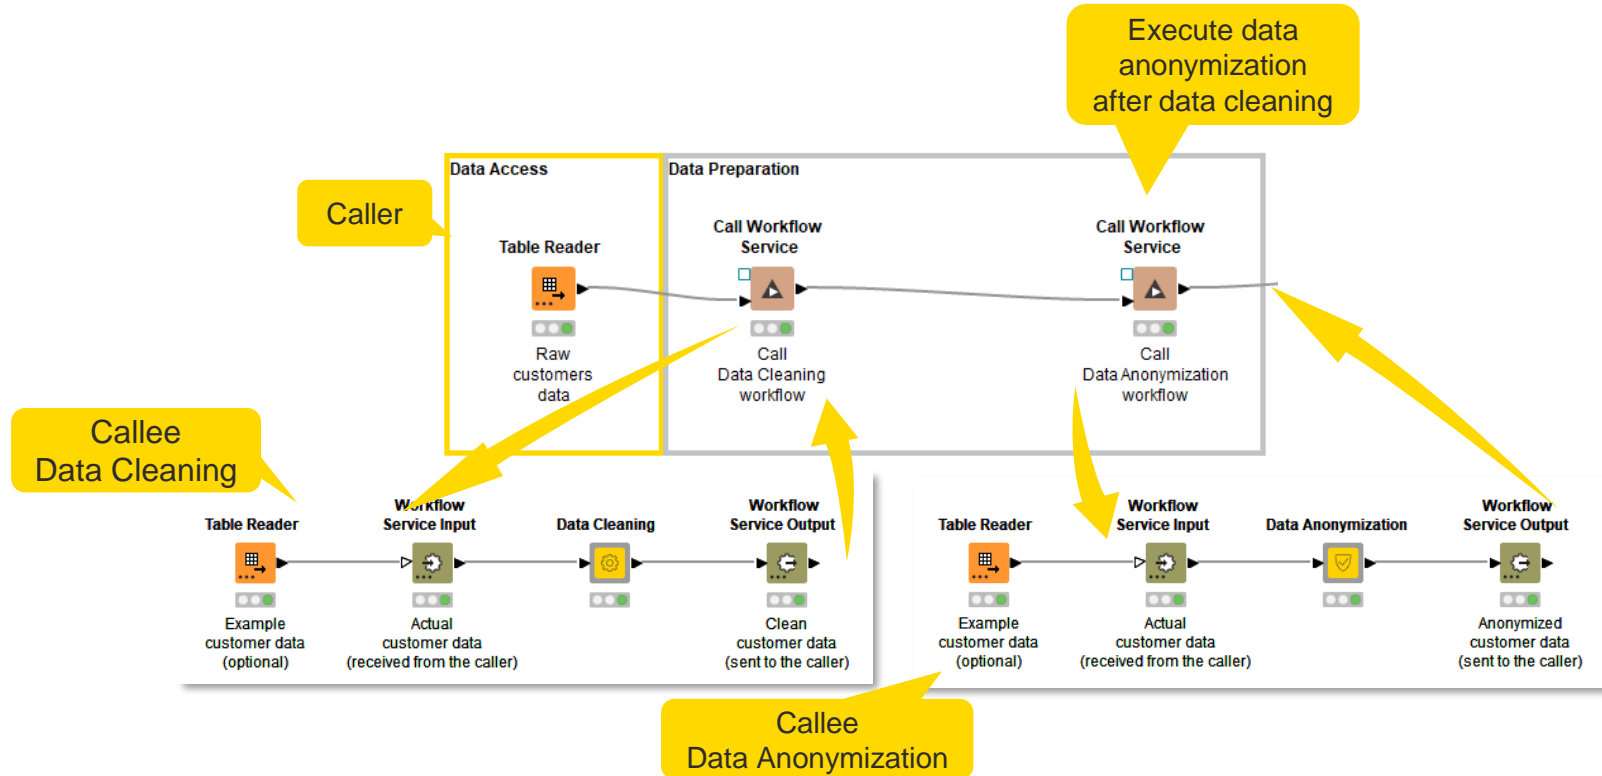 Execute data
anonymization
after data cleaning
Data Access
Data Preparation
Caller
Call Workflow
Service
Call Workflow
Service
Table Reader
Raw
customers
data
Call
Data Cleaning
workflow
Call
Data Anonymization
workflow
Callee
Data Cleaning
Table Reader
Workflow
Service Input
Data Cleaning
Workflow
Service Output
Example
customer data
(optional)
Actual
customer data
(received from the caller)
Clean
customer data
(sent to the caller)
Table Reader
Workflow
Service Input
Data Anonymization
Workflow
Service Output
Example
customer data
(optional)
Actual
customer data
(received from the caller)
Anonymized
customer data
(sent to the caller)
Callee
Data Anonymization